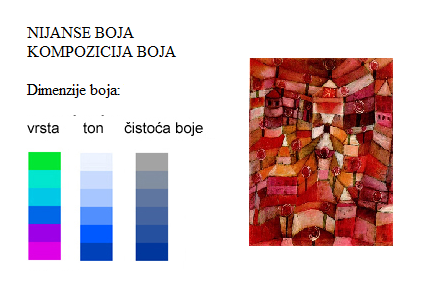 NIJANSE BOJA
KOMPOZICIJA BOJA
Dimenzije boja:
vrsta ton čistoća boje